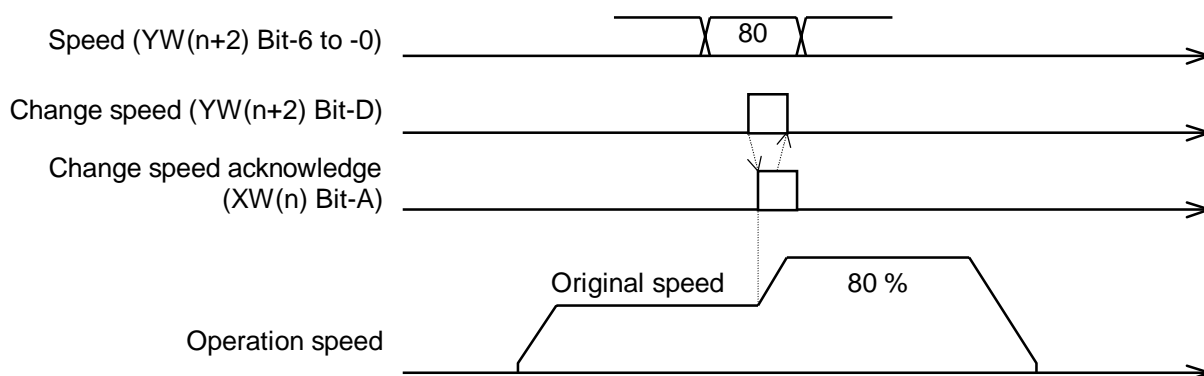 Speed (YW(n+2) Bit-6 to -0)
80
Change speed (YW(n+2) Bit-D)
Change speed acknowledge
(XW(n) Bit-A)
Original speed
80 %
Operation speed